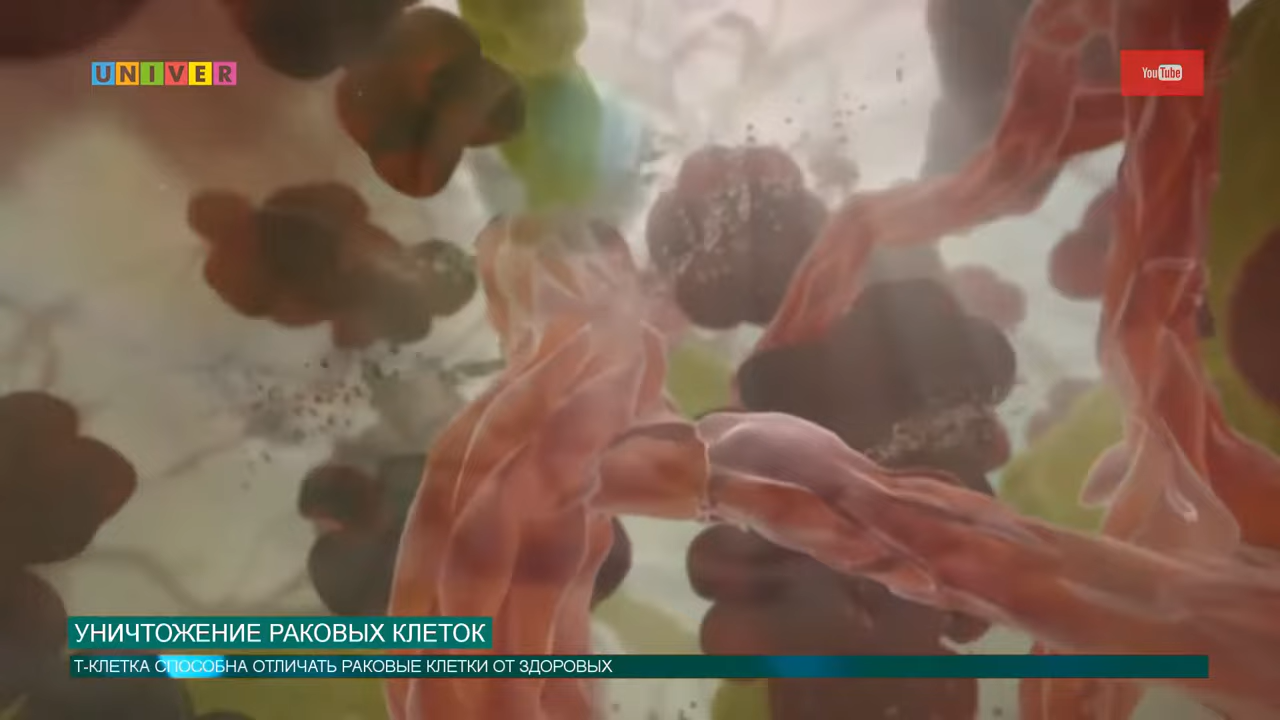 UNIVER
YouTube
УНИЧТОЖЕНИЕ РАКОВЫХ КЛЕТОК
Т-КЛЕТКА СПОСОБНА ОТЛИЧАТЬ РАКОВЫЕ КЛЕТКИ ОТ ЗДОРОВЫХ